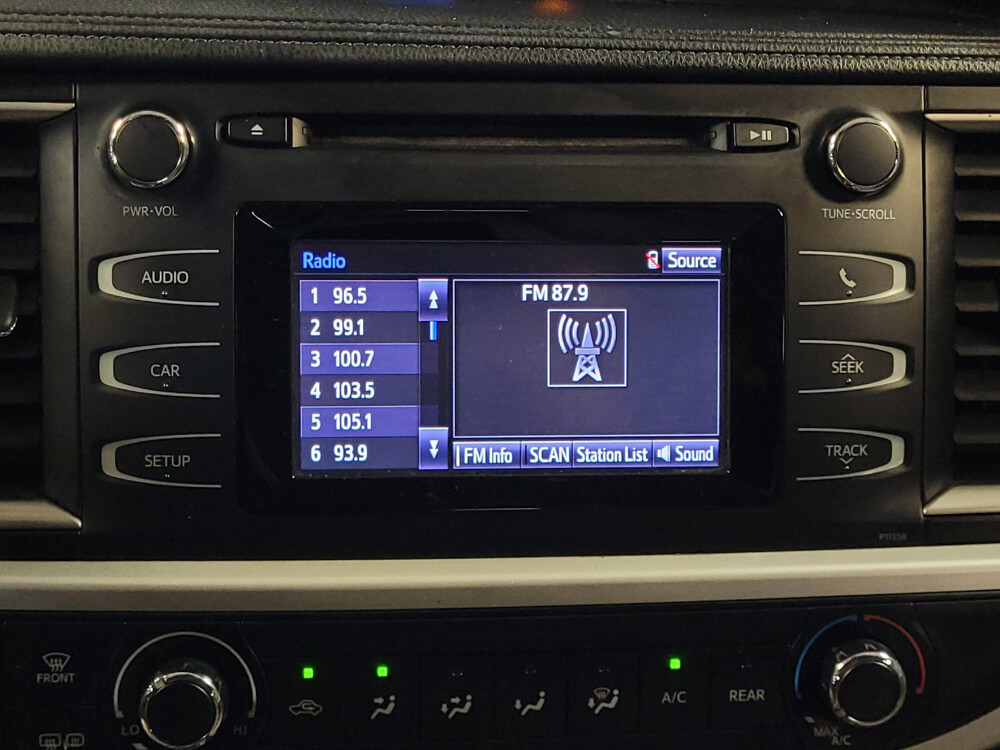 PWR•VOL
TUNE•SCROLL
AUDIO
CAR
SETUP
SEEK
TRACK
Radio
Source
1 96.5
2 99.1
3 100.7
4 103.5
5 105.1
6 93.9
FM 87.9
FM Info
SCAN
Station List
Sound
P11358
FRONT
LO
HI
A/C
REAR
MAX
A/C